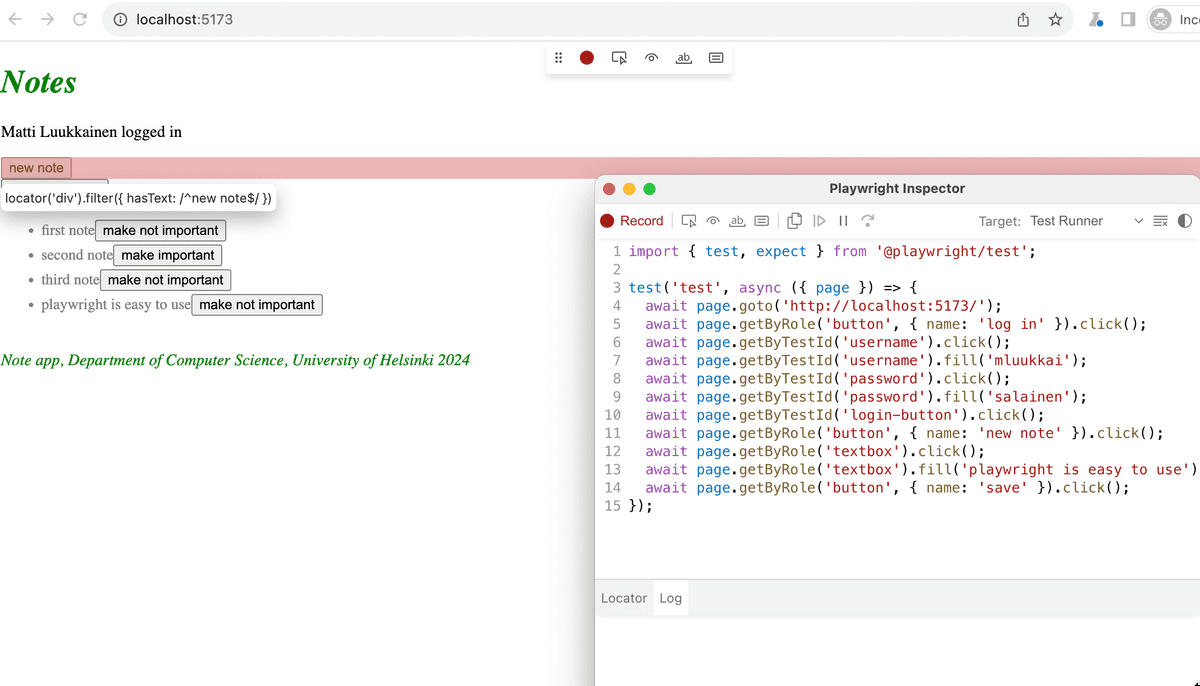 localhost:5173
Inc
ab
Notes
Matti Luukkainen logged in
new note
locator('div').filter({ hasText: /^new note$/ })
first note make not important
second note make important
third note make not important
playwright is easy to use make not important
Note app, Department of Computer Science, University of Helsinki 2024
Playwright Inspector
Record ab Target: Test Runner
1 import { test, expect } from '@playwright/test';
2
3 test('test', async ({ page }) => {
4   await page.goto('http://localhost:5173/');
5   await page.getByRole('button', { name: 'log in' }).click();
6   await page.getByTestId('username').click();
7   await page.getByTestId('username').fill('mluukkai');
8   await page.getByTestId('password').click();
9   await page.getByTestId('password').fill('salainen');
10   await page.getByTestId('login-button').click();
11   await page.getByRole('button', { name: 'new note' }).click();
12   await page.getByRole('textbox').click();
13   await page.getByRole('textbox').fill('playwright is easy to use')
14   await page.getByRole('button', { name: 'save' }).click();
15 });
Locator Log